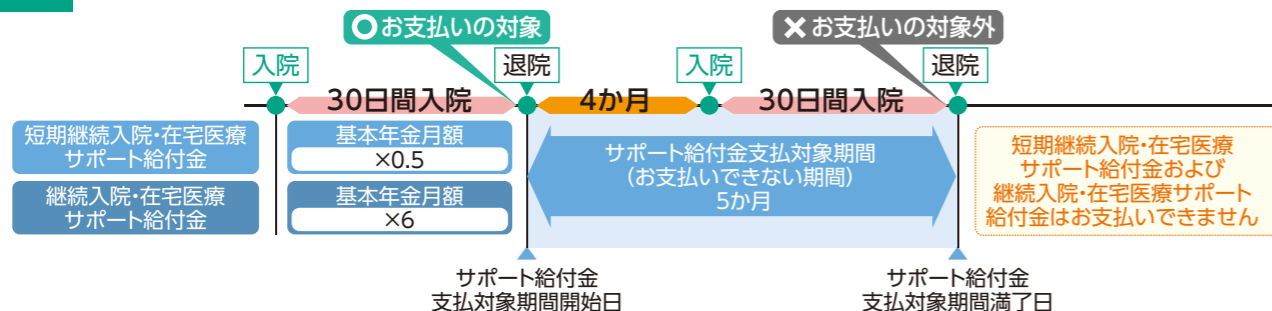 ○お支払いの対象
×お支払いの対象外
入院
退院
入院
退院
30日間入院
4か月
30日間入院
短期継続入院・在宅医療
サポート給付金
基本年金月額
×0.5
継続入院・在宅医療
サポート給付金
基本年金月額
×6
サポート給付金支払対象期間
（お支払いできない期間）
5か月
短期継続入院・在宅医療
サポート給付金および
継続入院・在宅医療サポート
給付金はお支払いできません
サポート給付金
支払対象期間開始日
サポート給付金
支払対象期間満了日